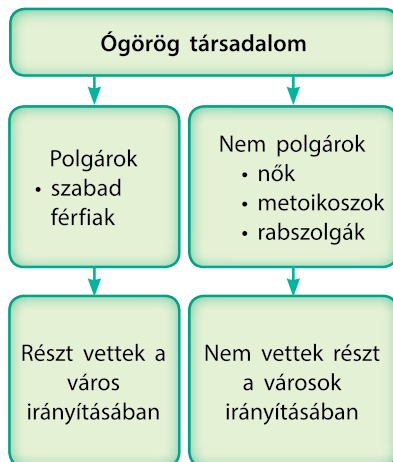 Ógörög társadalom
Polgárok
• szabad
férfiak
Nem polgárok
• nők
• metoikoszok
• rabszolgák
Részt vettek a
város
irányításában
Nem vettek részt
a városok
irányításában